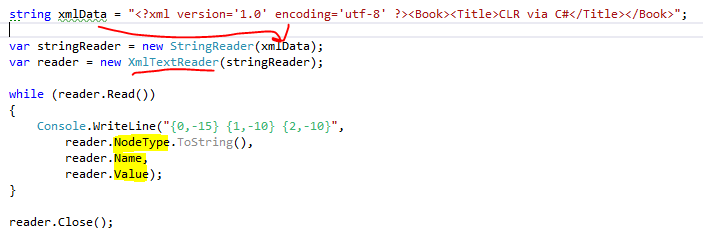 string xmlData = "<?xml version='1.0' encoding='utf-8' ?><Book><Title>CLR via C#</Title></Book>";
var stringReader = new StringReader(xmlData);
var reader = new XmlTextReader(stringReader);
while (reader.Read())
{
Console.WriteLine("{0,-15} {1,-10} {2,-10}",
reader.NodeType.ToString(),
reader.Name,
reader.Value);
}
reader.Close();